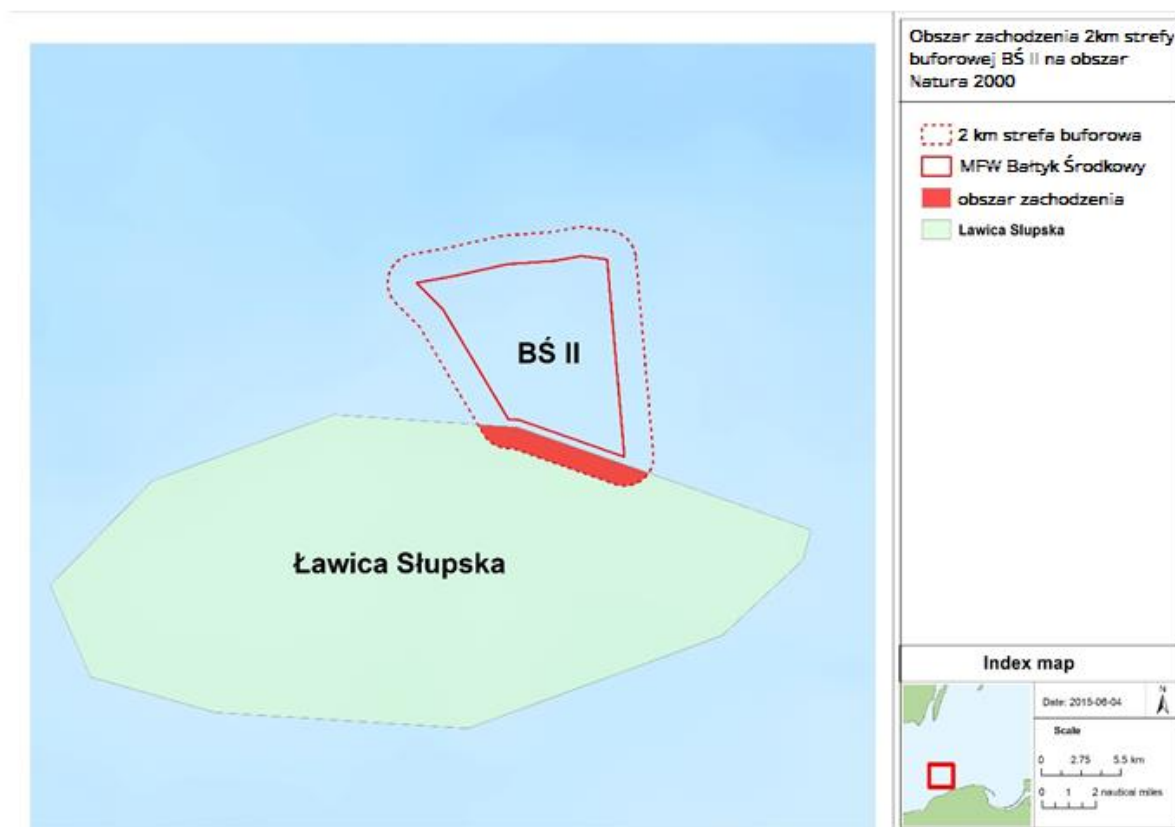 Obszar zachodzenia 2km strefy
buforowej BŚ II na obszar
Natura 2000
2 km strefa buforowa
MFW Bałtyk Środkowy
obszar zachodzenia
Ławica Słupska
BŚ II
Ławica Słupska
Index map
Date: 2015-06-04
N
Scale
0 2.75 5.5 km
0 1 2 nautical miles